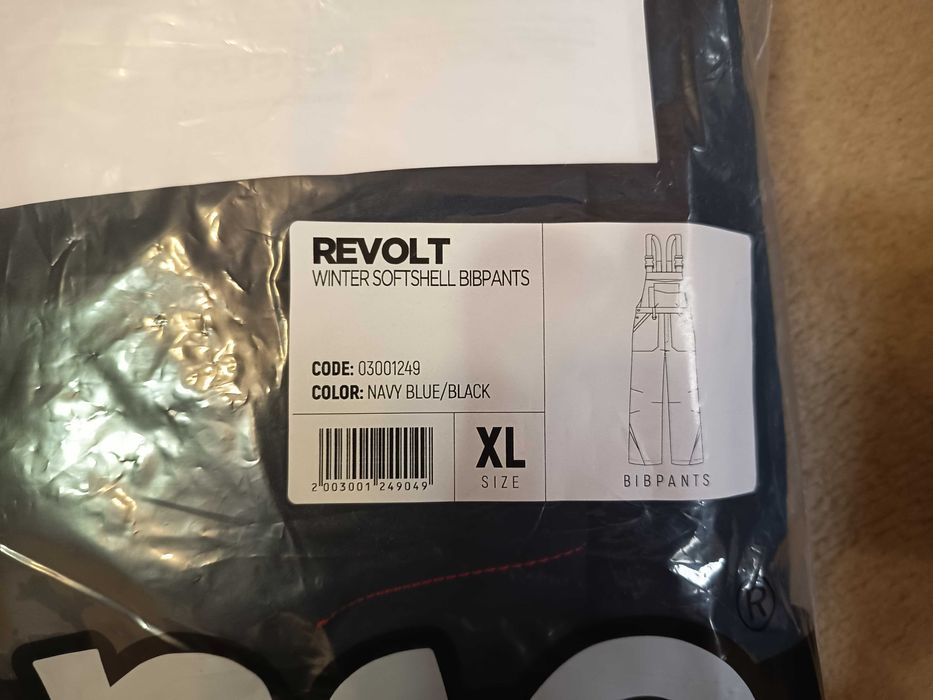 REVOLT
WINTER SOFTSHELL BIBPANTS
CODE: 03001249
COLOR: NAVY BLUE/BLACK
2 003001 249049
XL
SIZE
BIBPANTS
®